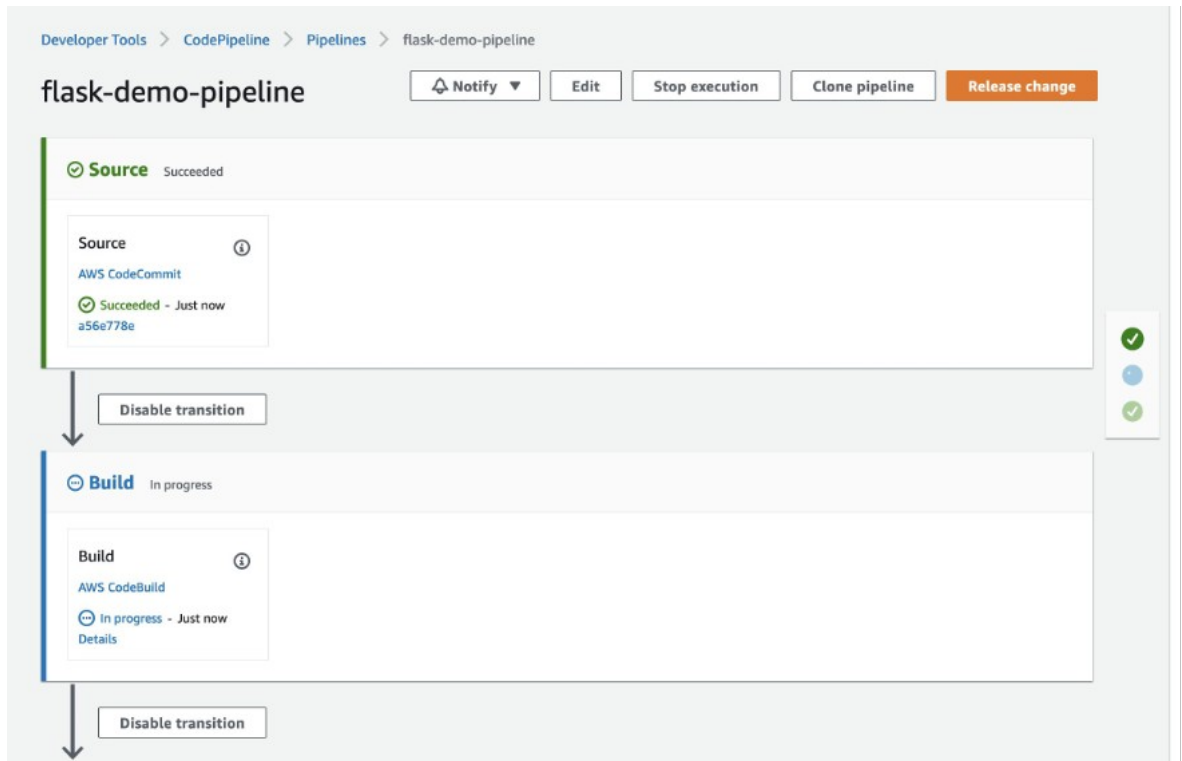 Developer Tools > CodePipeline > Pipelines > flask-demo-pipeline
flask-demo-pipeline
Notify ▼ Edit Stop execution Clone pipeline Release change
Source Succeeded
Source
AWS CodeCommit
Succeeded - Just now
a56e778e
Disable transition
Build In progress
Build
AWS CodeBuild
In progress - Just now
Details
Disable transition